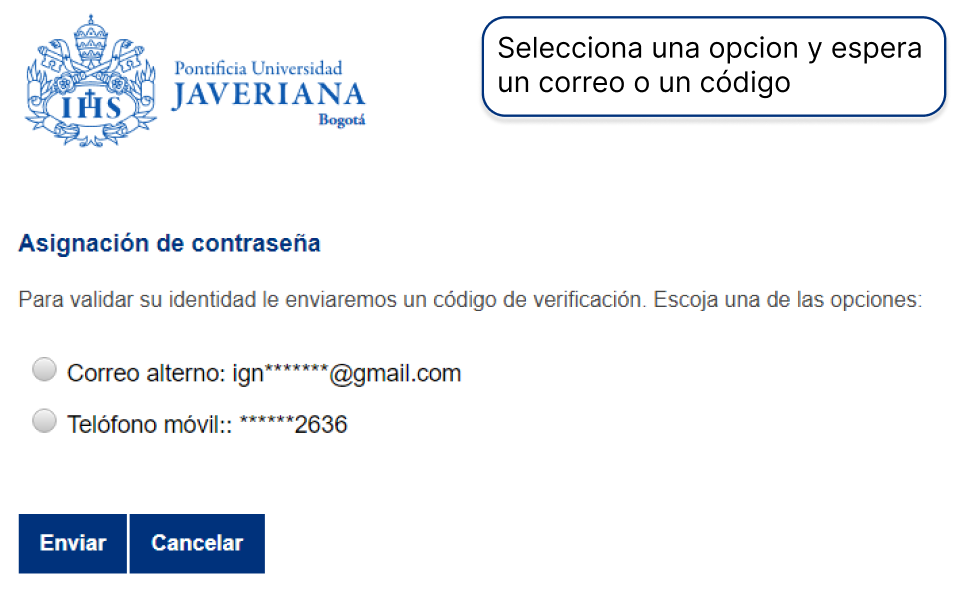 Pontificia Universidad
JAVERIANA
Bogotá
IHS
Selecciona una opcion y espera
un correo o un código
Asignación de contraseña
Para validar su identidad le enviaremos un código de verificación. Escoja una de las opciones:
Correo alterno: ign*******@gmail.com
Telófono móvil:: ******2636
Enviar Cancelar